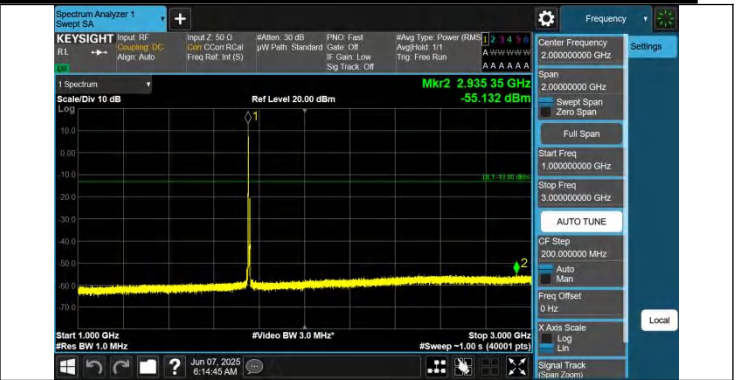 Spectrum Analyzer 1
Swept SA
+
Frequency
KEYSIGHT
RL
Input: RF
Coupling: DC
Align: Auto
Input Z: 50 Ω
Corr CCorr RCal
Freq Ref: Int (S)
#Atten: 30 dB
µW Path: Standard
PNO: Fast
Gate: Off
IF Gain: Low
Sig Track: Off
#Avg Type: Power (RMS
Avg|Hold: 1/1
Trig: Free Run
1 2 3 4 5 6
A W W W W W
A A A A A A
1 Spectrum
Scale/Div 10 dB
Log
Ref Level 20.00 dBm
Mkr2 2.935 35 GHz
-55.132 dBm
1
10.0
0.00
-10.0
DL1 -13.00 dBm
-20.0
-30.0
-40.0
-50.0
2
-60.0
-70.0
Start 1.000 GHz
#Res BW 1.0 MHz
#Video BW 3.0 MHz*
Stop 3.000 GHz
#Sweep ~1.00 s (40001 pts)
?
Jun 07, 2025
6:14:45 AM
Center Frequency
2.000000000 GHz
Settings
Span
2.00000000 GHz
Swept Span
Zero Span
Full Span
Start Freq
1.000000000 GHz
Stop Freq
3.000000000 GHz
AUTO TUNE
CF Step
200.000000 MHz
Auto
Man
Freq Offset
0 Hz
X Axis Scale
Log
Lin
Local
Signal Track
(Span Zoom)